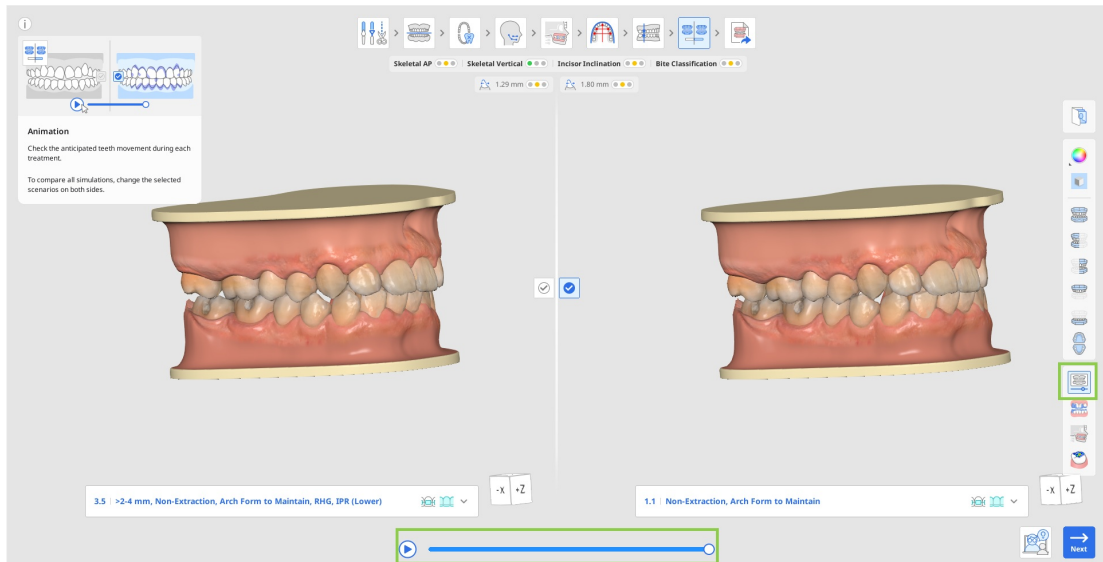 Skeletal AP Skeletal Vertical Incisor Inclination Bite Classification
1.29 mm 1.80 mm
Animation
Check the anticipated teeth movement during each
treatment.
To compare all simulations, change the selected
scenarios on both sides.
3.5 >2-4 mm, Non-Extraction, Arch Form to Maintain, RHG, IPR (Lower)
-X +Z
1.1 Non-Extraction, Arch Form to Maintain
-X +Z
Next